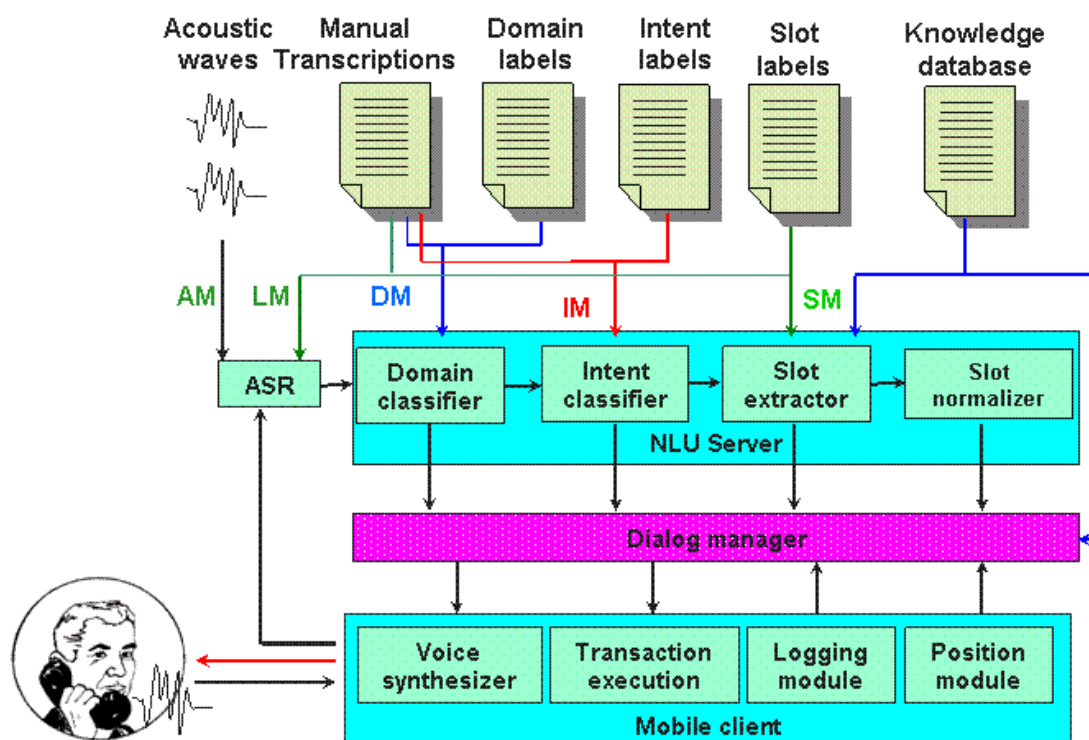 Acoustic
waves
Manual
Transcriptions
Domain
labels
Intent
labels
Slot
labels
Knowledge
database
AM
LM
DM
IM
SM
ASR
Domain
classifier
Intent
classifier
Slot
extractor
Slot
normalizer
NLU Server
Dialog manager
Voice
synthesizer
Transaction
execution
Logging
module
Position
module
Mobile client